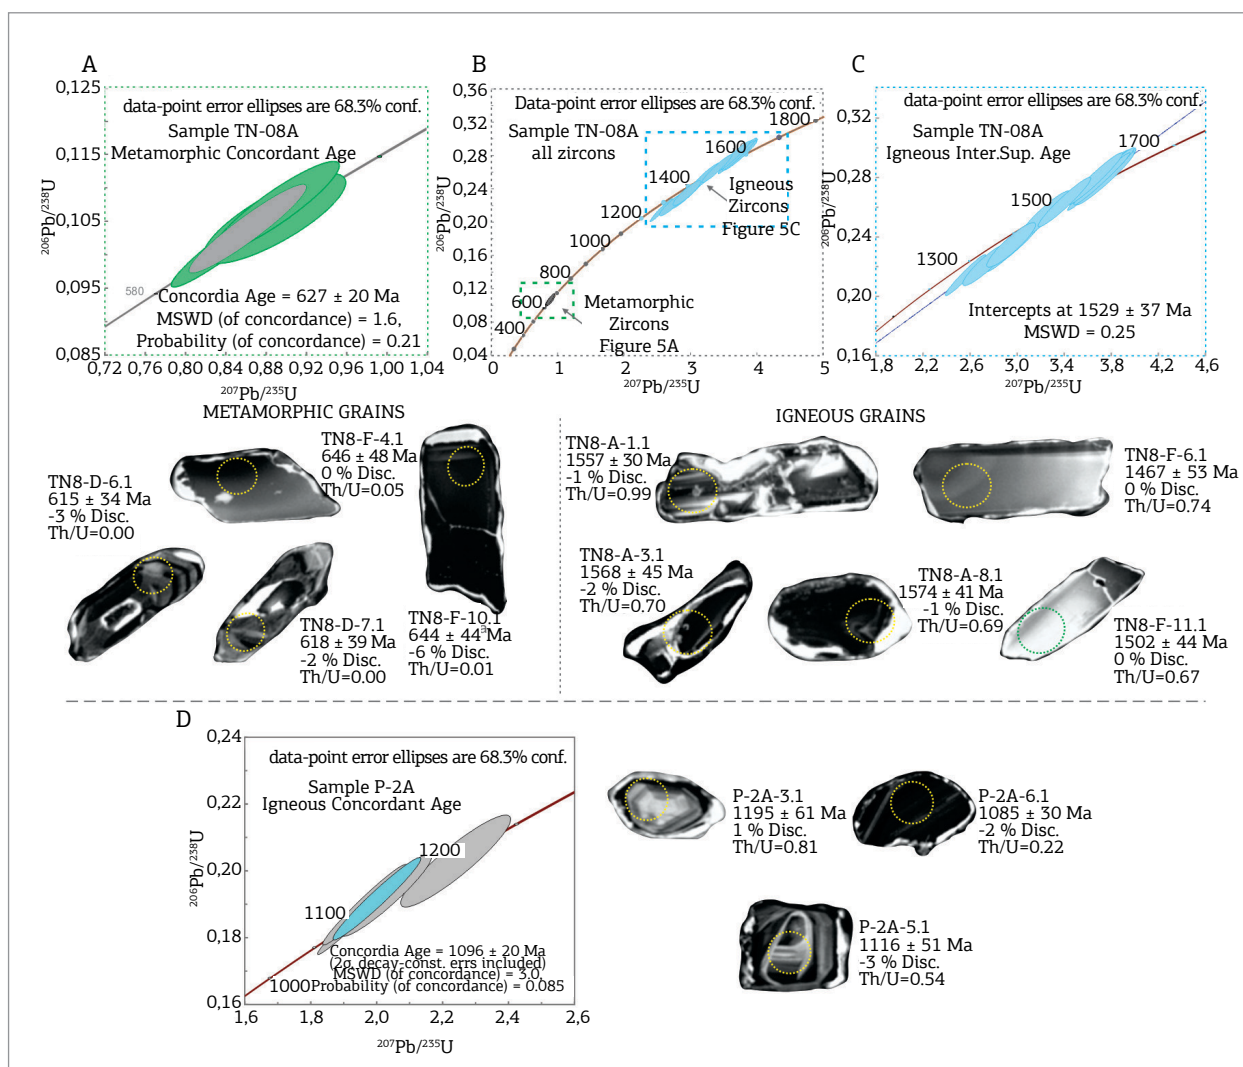 A
0,125
0,115
0,105
0,095
0,085
206Pb/238U
data-point error ellipses are 68.3% conf.
Sample TN-08A
Metamorphic Concordant Age
580
Concordia Age = 627 ± 20 Ma
MSWD (of concordance) = 1.6,
Probability (of concordance) = 0.21
0,72 0,76 0,80 0,84 0,88 0,92 0,96 1,00 1,04
207Pb/235U
B
0,36
0,32
0,28
0,24
0,20
0,16
0,12
0,08
0,04
206Pb/238U
Data-point error ellipses are 68.3% conf.
1800
Sample TN-08A
all zircons
1600
1400
Igneous
Zircons
Figure 5C
1200
1000
800
600
Metamorphic
Zircons
Figure 5A
400
0 1 2 3 4 5
207Pb/235U
C
0.32
0.28
0.24
0.20
0.16
206Pb/238U
data-point error ellipses are 68.3% conf.
Sample TN-08A
Igneous Inter.Sup. Age
1700
1500
1300
Intercepts at 1529 ± 37 Ma
MSWD = 0.25
1,8 2,2 2,6 3,0 3,4 3,8 4,2 4,6
207Pb/235U
METAMORPHIC GRAINS
TN8-F-4.1
646 ± 48 Ma
0 % Disc.
Th/U=0.05
TN8-D-6.1
615 ± 34 Ma
-3 % Disc.
Th/U=0.00
TN8-D-7.1
618 ± 39 Ma
-2 % Disc.
Th/U=0.00
TN8-F-10.1
644 ± 44 Ma
-6 % Disc.
Th/U=0.01
IGNEOUS GRAINS
TN8-A-1.1
1557 ± 30 Ma
-1 % Disc.
Th/U=0.99
TN8-F-6.1
1467 ± 53 Ma
0 % Disc.
Th/U=0.74
TN8-A-3.1
1568 ± 45 Ma
-2 % Disc.
Th/U=0.70
TN8-A-8.1
1574 ± 41 Ma
-1 % Disc.
Th/U=0.69
TN8-F-11.1
1502 ± 44 Ma
0 % Disc.
Th/U=0.67
D
0,24
0,22
0,20
0,18
0,16
206Pb/238U
data-point error ellipses are 68.3% conf.
Sample P-2A
Igneous Concordant Age
1200
1100
1000
Concordia Age = 1096 ± 20 Ma
(2σ, decay-const. errs included)
MSWD (of concordance) = 3.0,
Probability (of concordance) = 0.085
1,6 1,8 2,0 2,2 2,4 2,6
207Pb/235U
P-2A-3.1
1195 ± 61 Ma
1 % Disc.
Th/U=0.81
P-2A-6.1
1085 ± 30 Ma
-2 % Disc.
Th/U=0.22
P-2A-5.1
1116 ± 51 Ma
-3 % Disc.
Th/U=0.54